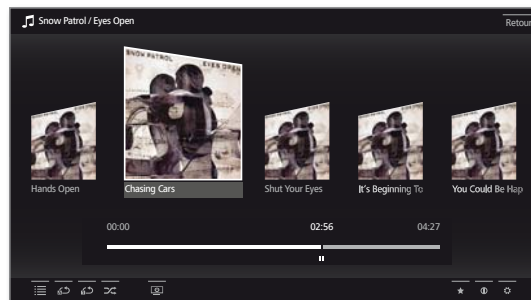 Snow Patrol / Eyes Open
Retour
SNOW PATROL EYES OPEN
Hands Open
Chasing Cars
Shut Your Eyes
It's Beginning To
You Could Be Hap
00:00
02:56
04:27